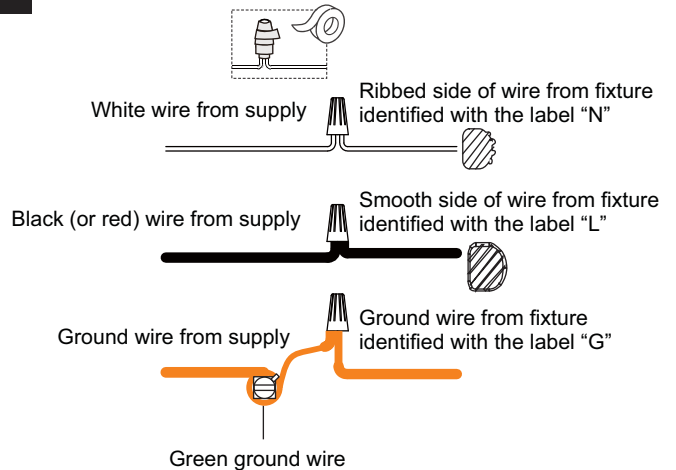 White wire from supply
Ribbed side of wire from fixture
identified with the label “N”
Black (or red) wire from supply
Smooth side of wire from fixture
identified with the label “L”
Ground wire from supply
Ground wire from fixture
identified with the label “G”
Green ground wire